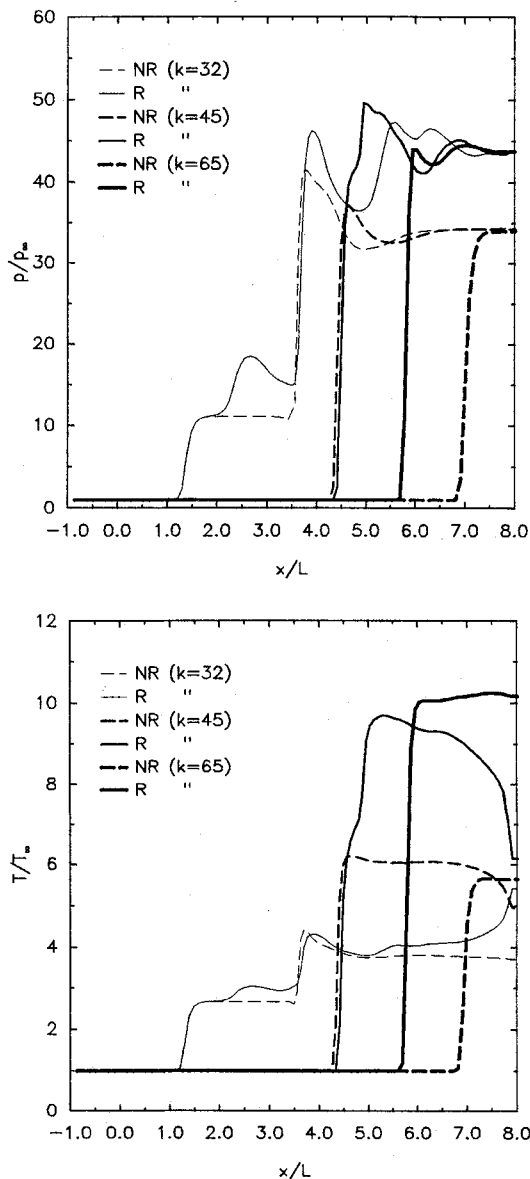 60
50
40
30
20
10
0
p/p∞
NR (k=32)
R "
NR (k=45)
R "
NR (k=65)
R "
-1.0 0.0 1.0 2.0 3.0 4.0 5.0 6.0 7.0 8.0
x/L
12
10
8
6
4
2
0
T/T∞
NR (k=32)
R "
NR (k=45)
R "
NR (k=65)
R "
-1.0 0.0 1.0 2.0 3.0 4.0 5.0 6.0 7.0 8.0
x/L